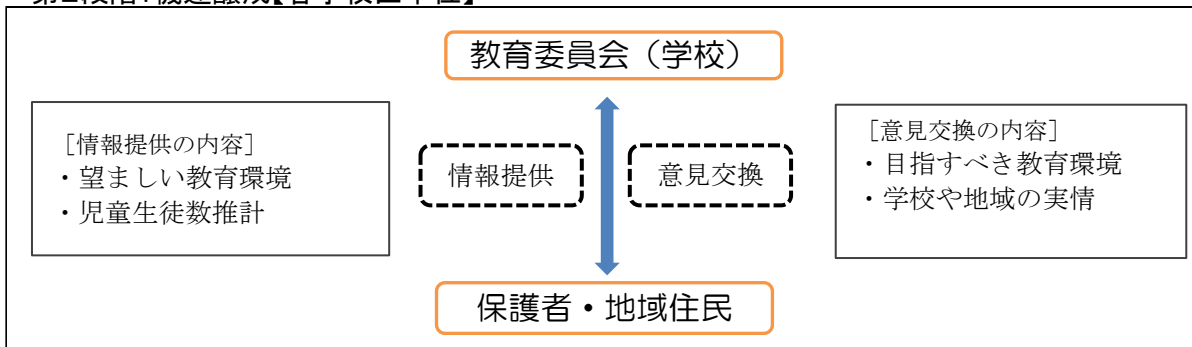 教育委員会（学校）
［情報提供の内容］
・望ましい教育環境
・児童生徒数推計
情報提供
意見交換
［意見交換の内容］
・目指すべき教育環境
・学校や地域の実情
保護者・地域住民